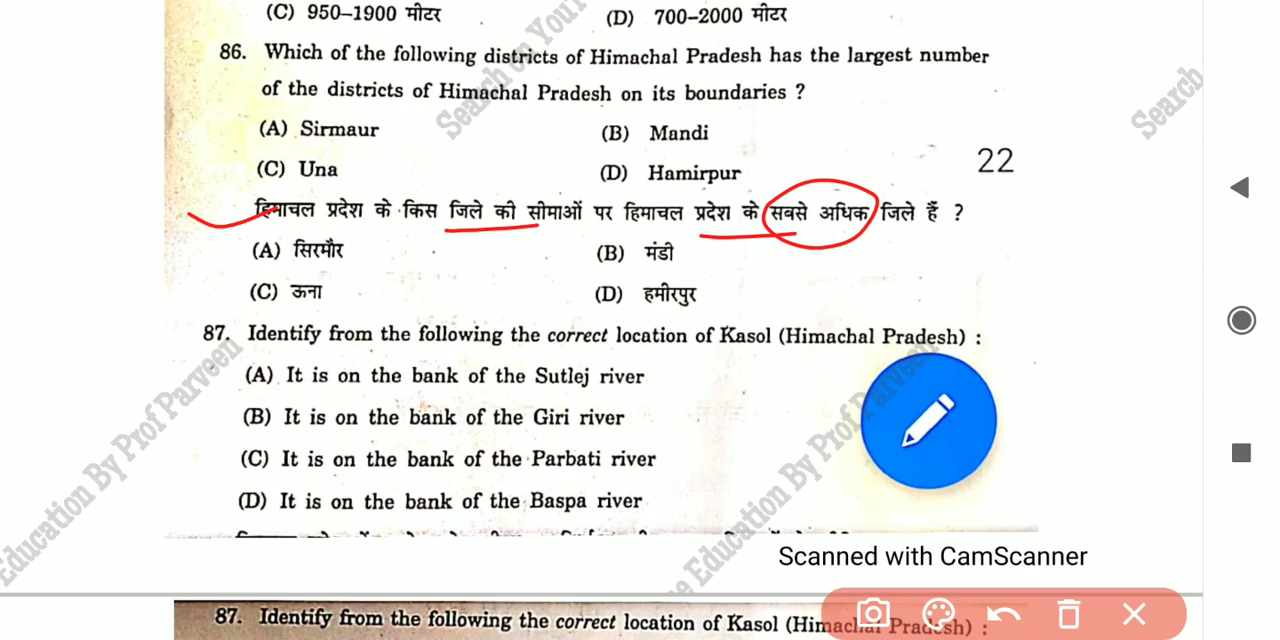 (C) 950–1900 मीटर (D) 700–2000 मीटर
86. Which of the following districts of Himachal Pradesh has the largest number
of the districts of Himachal Pradesh on its boundaries ?
(A) Sirmaur (B) Mandi
(C) Una (D) Hamirpur
22
हिमाचल प्रदेश के किस जिले की सीमाओं पर हिमाचल प्रदेश के सबसे अधिक जिले हैं ?
(A) सिरमौर (B) मंडी
(C) ऊना (D) हमीरपुर
87. Identify from the following the correct location of Kasol (Himachal Pradesh) :
(A) It is on the bank of the Sutlej river
(B) It is on the bank of the Giri river
(C) It is on the bank of the Parbati river
(D) It is on the bank of the Baspa river
Scanned with CamScanner
87. Identify from the following the correct location of Kasol (Himachal Pradesh) :
Search on Your
Search
Education By Prof Parveen
Education By Prof Parveen